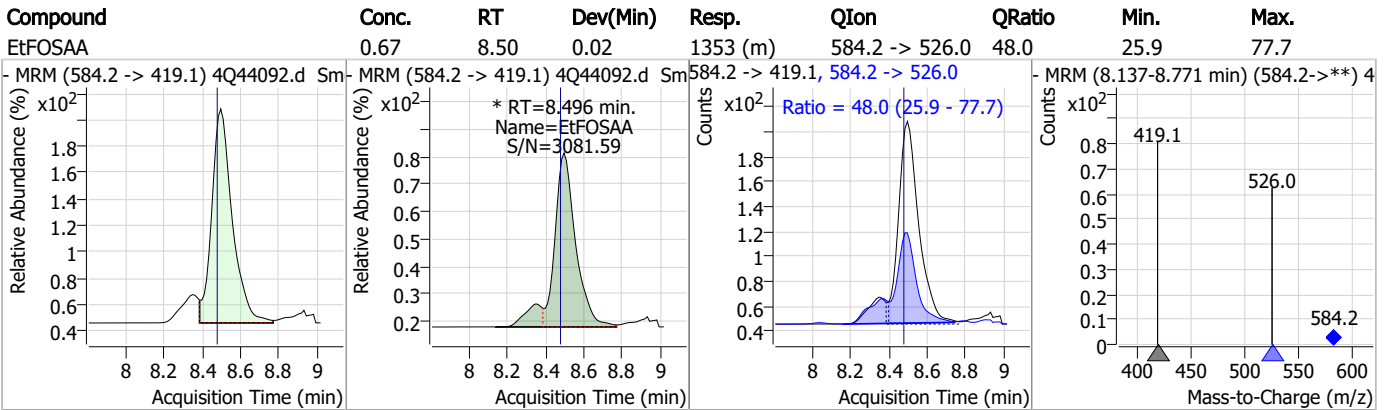 Compound Conc. RT Dev(Min) Resp. QIon QRatio Min. Max.
EtFOSAA 0.67 8.50 0.02 1353 (m) 584.2 -> 526.0 48.0 25.9 77.7
- MRM (584.2 -> 419.1) 4Q44092.d Sm
x10²
Relative Abundance (%)
1.8
1.6
1.4
1.2
1
0.8
0.6
0.4
8 8.2 8.4 8.6 8.8 9
Acquisition Time (min)
- MRM (584.2 -> 419.1) 4Q44092.d Sm
x10²
* RT=8.496 min.
Name=EtFOSAA
S/N=3081.59
Relative Abundance (%)
0.8
0.7
0.6
0.5
0.4
0.3
0.2
8 8.2 8.4 8.6 8.8 9
Acquisition Time (min)
584.2 -> 419.1, 584.2 -> 526.0
x10²
Ratio = 48.0 (25.9 - 77.7)
Counts
1.8
1.6
1.4
1.2
1
0.8
0.6
0.4
8 8.2 8.4 8.6 8.8 9
Acquisition Time (min)
- MRM (8.137-8.771 min) (584.2->**) 4
x10²
Counts
419.1
526.0
584.2
0.8
0.7
0.6
0.5
0.4
0.3
0.2
0.1
0
400 450 500 550 600
Mass-to-Charge (m/z)